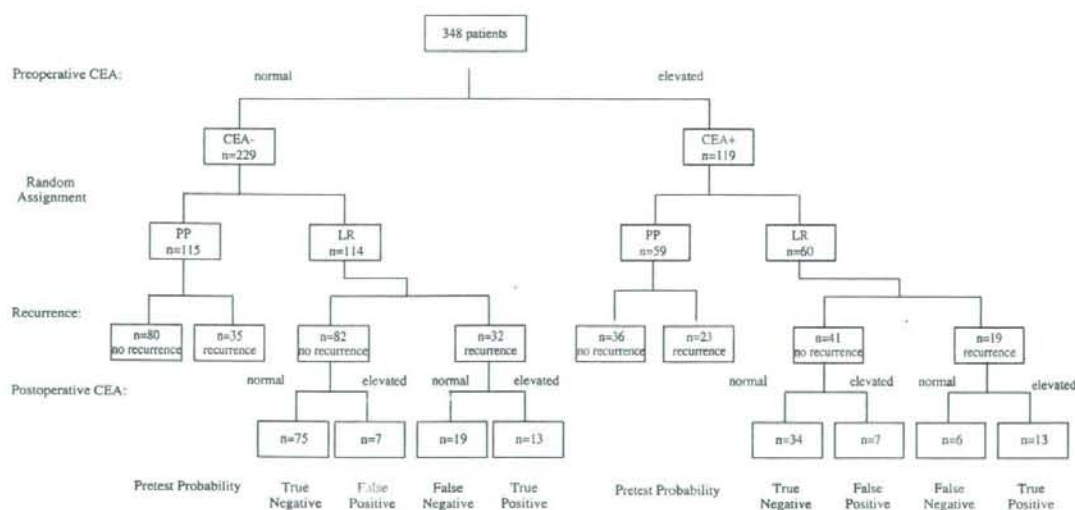 348 patients
Preoperative CEA:
normal
elevated
CEA-
n=229
CEA+
n=119
Random
Assignment
PP
n=115
LR
n=114
PP
n=59
LR
n=60
Recurrence:
n=80
no recurrence
n=35
recurrence
n=82
no recurrence
n=32
recurrence
n=36
no recurrence
n=23
recurrence
n=41
no recurrence
n=19
recurrence
Postoperative CEA:
normal
elevated
normal
elevated
normal
elevated
normal
elevated
n=75
n=7
n=19
n=13
n=34
n=7
n=6
n=13
Pretest Probability
True
Negative
False
Positive
False
Negative
True
Positive
Pretest Probability
True
Negative
False
Positive
False
Negative
True
Positive